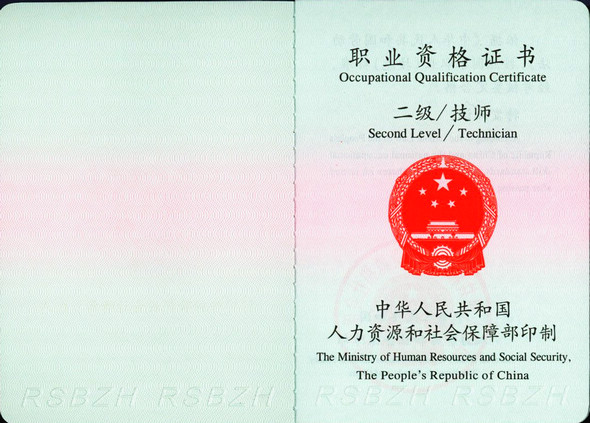 职业资格证书
Occupational Qualification Certificate
二级/技师
Second Level/Technician
中华人民共和国
人力资源和社会保障部印制
The Ministry of Human Resources and Social Security,
The People's Republic of China
RSBZH RSBZH RSBZH RSBZH